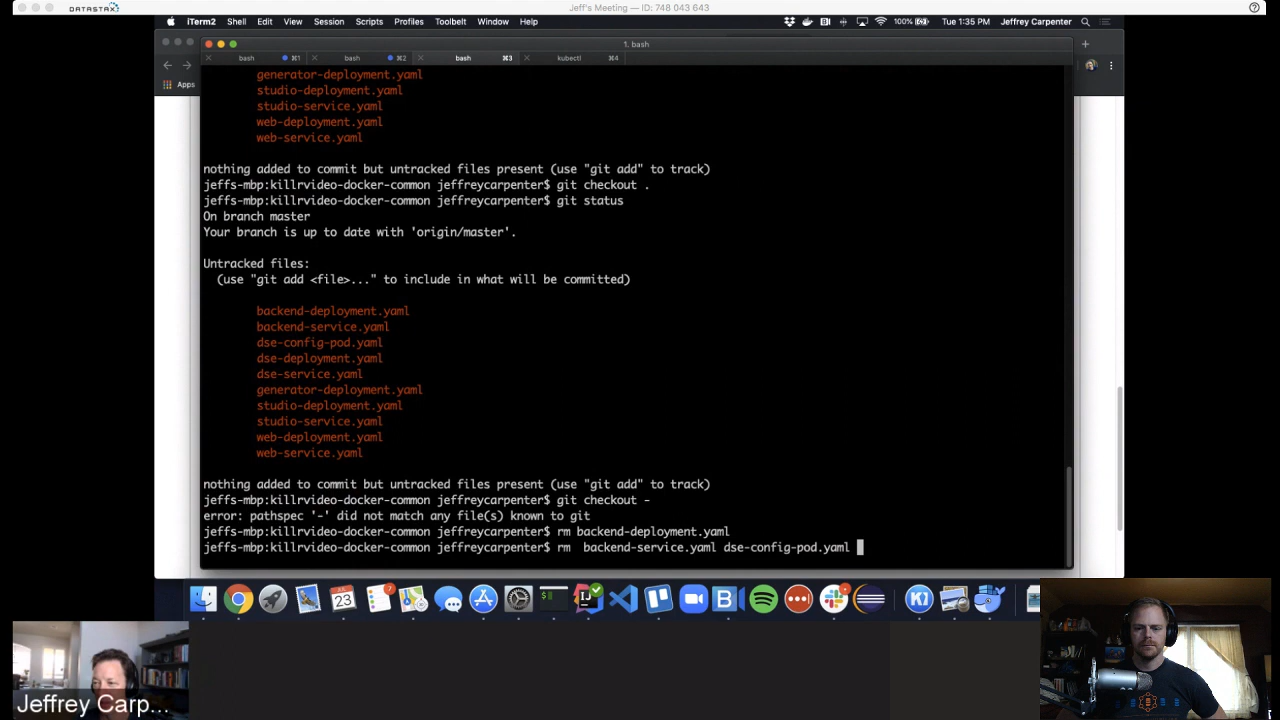 DATASTAX
Jeff's Meeting — ID: 748 043 643
iTerm2 Shell Edit View Session Scripts Profiles Toolbelt Window Help
100% Tue 1:35 PM Jeffrey Carpenter
1. bash
bash ⌘1 bash ⌘2 bash ⌘3 kubectl ⌘4
Apps
generator-deployment.yaml
studio-deployment.yaml
studio-service.yaml
web-deployment.yaml
web-service.yaml
nothing added to commit but untracked files present (use "git add" to track)
jeffs-mbp:killrvideo-docker-common jeffreycarpenter$ git checkout .
jeffs-mbp:killrvideo-docker-common jeffreycarpenter$ git status
On branch master
Your branch is up to date with 'origin/master'.
Untracked files:
(use "git add <file>..." to include in what will be committed)
backend-deployment.yaml
backend-service.yaml
dse-config-pod.yaml
dse-deployment.yaml
dse-service.yaml
generator-deployment.yaml
studio-deployment.yaml
studio-service.yaml
web-deployment.yaml
web-service.yaml
nothing added to commit but untracked files present (use "git add" to track)
jeffs-mbp:killrvideo-docker-common jeffreycarpenter$ git checkout -
error: pathspec '-' did not match any file(s) known to git
jeffs-mbp:killrvideo-docker-common jeffreycarpenter$ rm backend-deployment.yaml
jeffs-mbp:killrvideo-docker-common jeffreycarpenter$ rm  backend-service.yaml dse-config-pod.yaml
23
7
Jeffrey Carp...